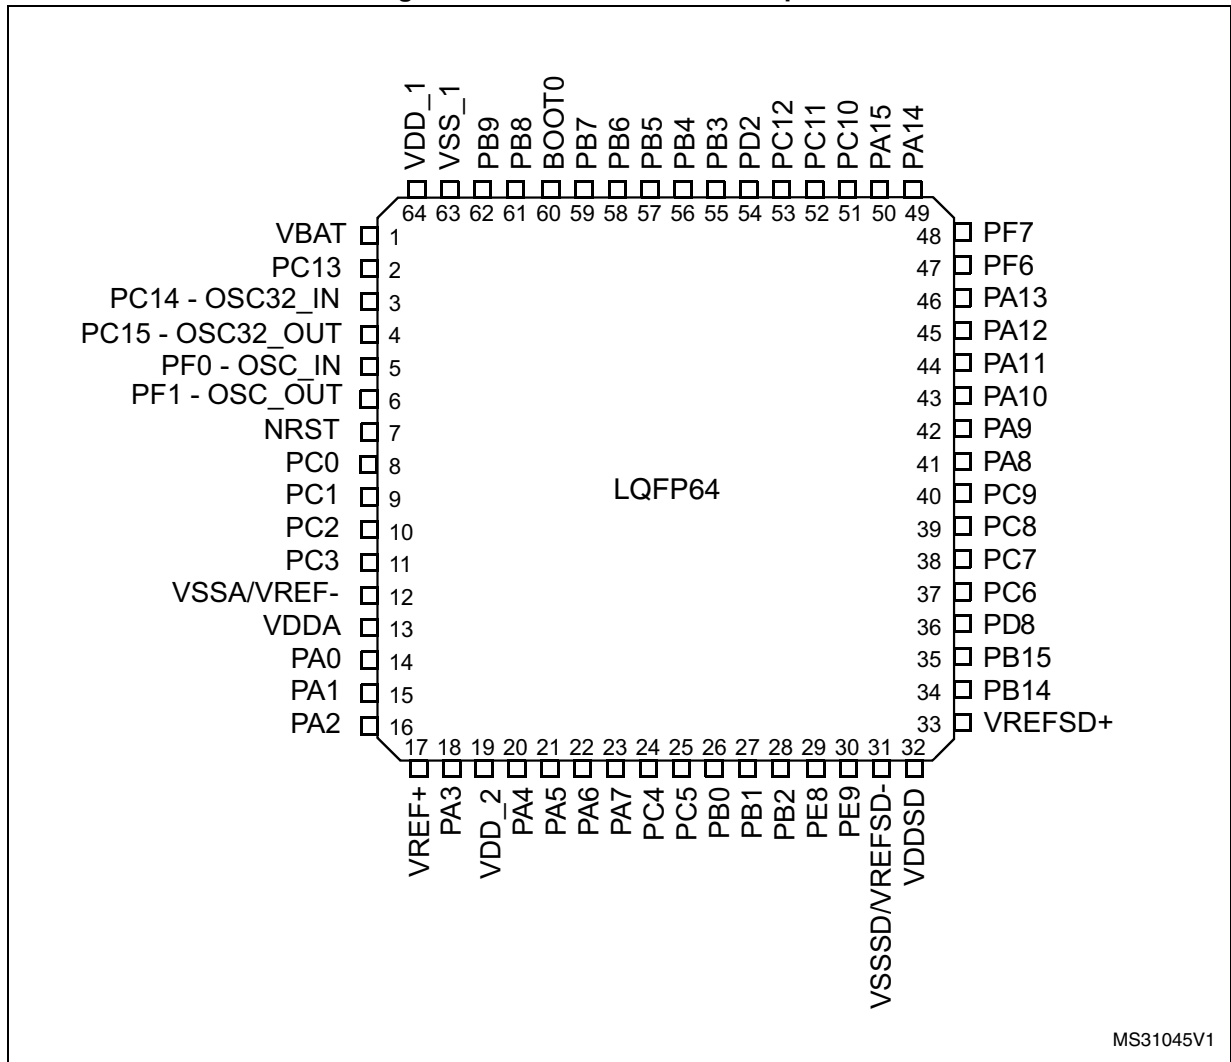 VDD_1
VSS_1
PB9
PB8
BOOT0
PB7
PB6
PB5
PB4
PB3
PD2
PC12
PC11
PC10
PA15
PA14
64 63 62 61 60 59 58 57 56 55 54 53 52 51 50 49
VBAT 1
PC13 2
PC14 - OSC32_IN 3
PC15 - OSC32_OUT 4
PF0 - OSC_IN 5
PF1 - OSC_OUT 6
NRST 7
PC0 8
PC1 9
PC2 10
PC3 11
VSSA/VREF- 12
VDDA 13
PA0 14
PA1 15
PA2 16
LQFP64
48 PF7
47 PF6
46 PA13
45 PA12
44 PA11
43 PA10
42 PA9
41 PA8
40 PC9
39 PC8
38 PC7
37 PC6
36 PD8
35 PB15
34 PB14
33 VREFSD+
17 18 19 20 21 22 23 24 25 26 27 28 29 30 31 32
VREF+
PA3
VDD_2
PA4
PA5
PA6
PA7
PC4
PC5
PB0
PB1
PB2
PE8
PE9
VSSSD/VREFSD-
VDDSD
MS31045V1